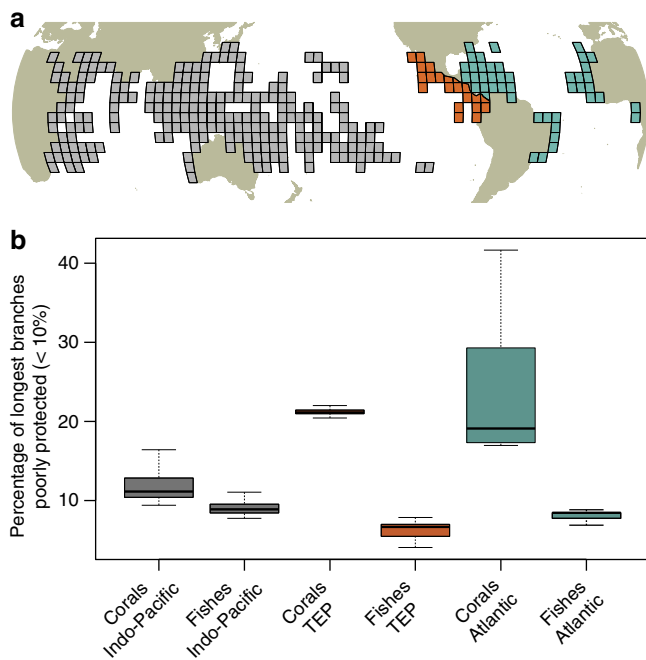 a
b
Percentage of longest branches
poorly protected (< 10%)
40
30
20
10
Corals
Indo-Pacific
Fishes
Indo-Pacific
Corals
TEP
Fishes
TEP
Corals
Atlantic
Fishes
Atlantic